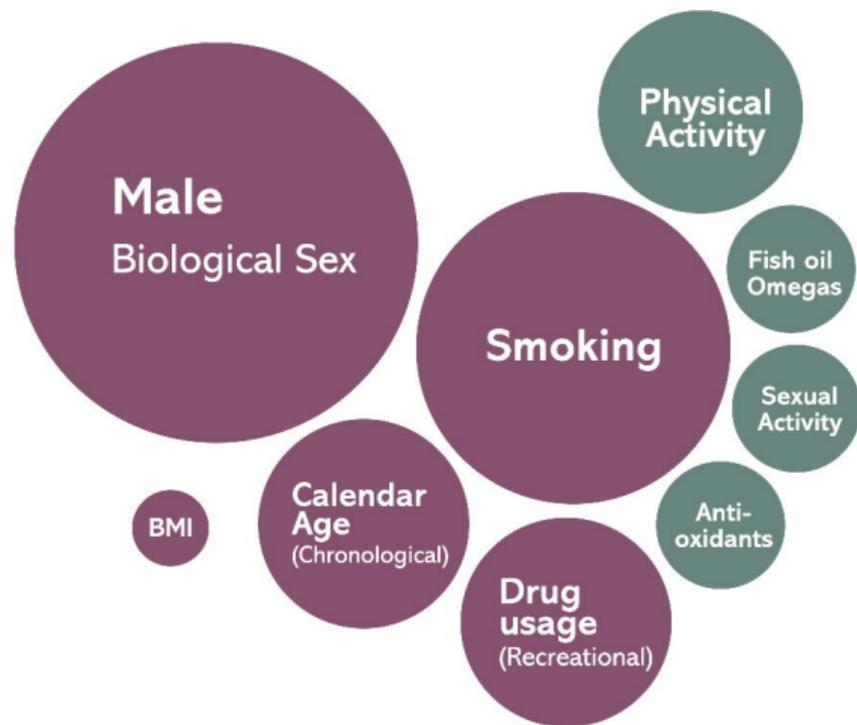 Male
Biological Sex
Physical
Activity
Fish oil
Omegas
Smoking
Sexual
Activity
Calendar
Age
(Chronological)
BMI
Anti-
oxidants
Drug
usage
(Recreational)